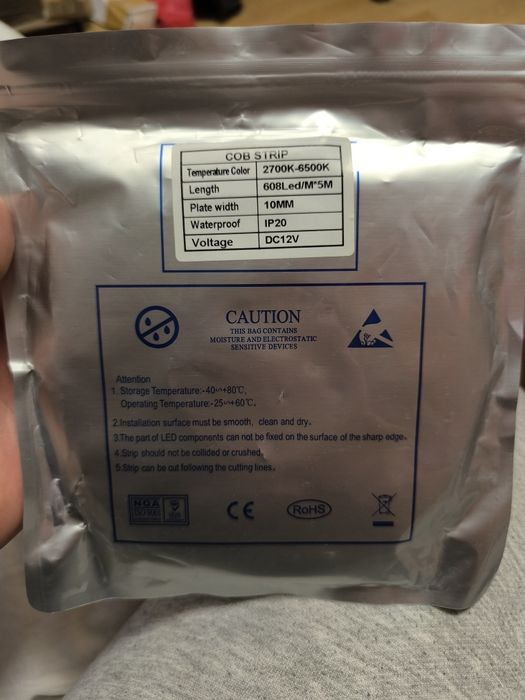 COB STRIP
Temperature Color 2700K-6500K
Length 608Led/M*5M
Plate width 10MM
Waterproof IP20
Voltage DC12V
CAUTION
THIS BAG CONTAINS
MOISTURE AND ELECTROSTATIC
SENSITIVE DEVICES
Attention
1. Storage Temperature:-40~+80℃,
Operating Temperature:-25~+60℃.
2.Installation surface must be smooth, clean and dry.
3.The part of LED components can not be fixed on the surface of the sharp edge.
4.Strip should not be collided or crushed.
5.Strip can be cut following the cutting lines.
NQA
ISO 9001
CE
RoHS